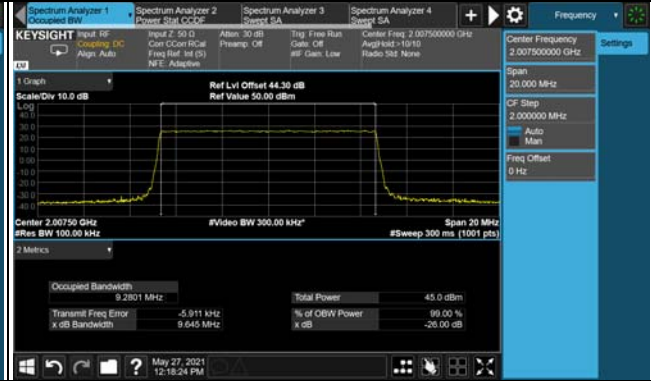 Spectrum Analyzer 1
Occupied BW
Spectrum Analyzer 2
Power Stat CCDF
Spectrum Analyzer 3
Swept SA
Spectrum Analyzer 4
Swept SA
Frequency
KEYSIGHT
Input: RF
Coupling: DC
Align: Auto
Input Z: 50 Ω
Corr CCorr RCal
Freq Ref: Int (S)
NFE: Adaptive
Atten: 30 dB
Preamp: Off
Trig: Free Run
Gate: Off
#IF Gain: Low
Center Freq: 2.007500000 GHz
Avg|Hold:>10/10
Radio Std: None
Center Frequency
2.007500000 GHz
Settings
Span
20.000 MHz
CF Step
2.000000 MHz
Auto
Man
Freq Offset
0 Hz
1 Graph
Scale/Div 10.0 dB
Ref Lvl Offset 44.30 dB
Ref Value 50.00 dBm
Log
40.0
30.0
20.0
10.0
0.00
-10.0
-20.0
-30.0
-40.0
Center 2.00750 GHz
#Res BW 100.00 kHz
#Video BW 300.00 kHz*
Span 20 MHz
#Sweep 300 ms (1001 pts)
2 Metrics
Occupied Bandwidth
9.2801 MHz
Total Power 45.0 dBm
Transmit Freq Error -5.911 kHz
% of OBW Power 99.00 %
x dB Bandwidth 9.645 MHz
x dB -26.00 dB
May 27, 2021
12:18:24 PM